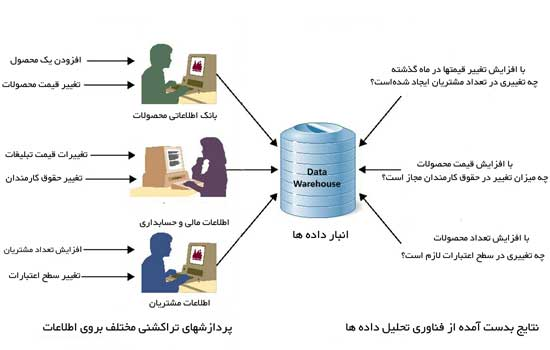 افزودن یک محصول
تغییر قیمت محصولات
بانک اطلاعاتی محصولات
تغییرات قیمت تبلیغات
تغییر حقوق کارمندان
اطلاعات مالی و حسابداری
افزایش تعداد مشتریان
تغییر سطح اعتبارات
اطلاعات مشتریان
پردازشهای تراکنشی مختلف بروی اطلاعات
Data
Warehouse
انبار داده ها
با افزایش تغییر قیمتها در ماه گذشته
چه تغییری در تعداد مشتریان ایجاد شده‌است؟
با افزایش قیمت محصولات
چه میزان تغییر در حقوق کارمندان مجاز است؟
با افزایش تعداد محصولات
چه تغییری در سطح اعتبارات لازم است؟
نتایج بدست آمده از فناوری تحلیل داده ها